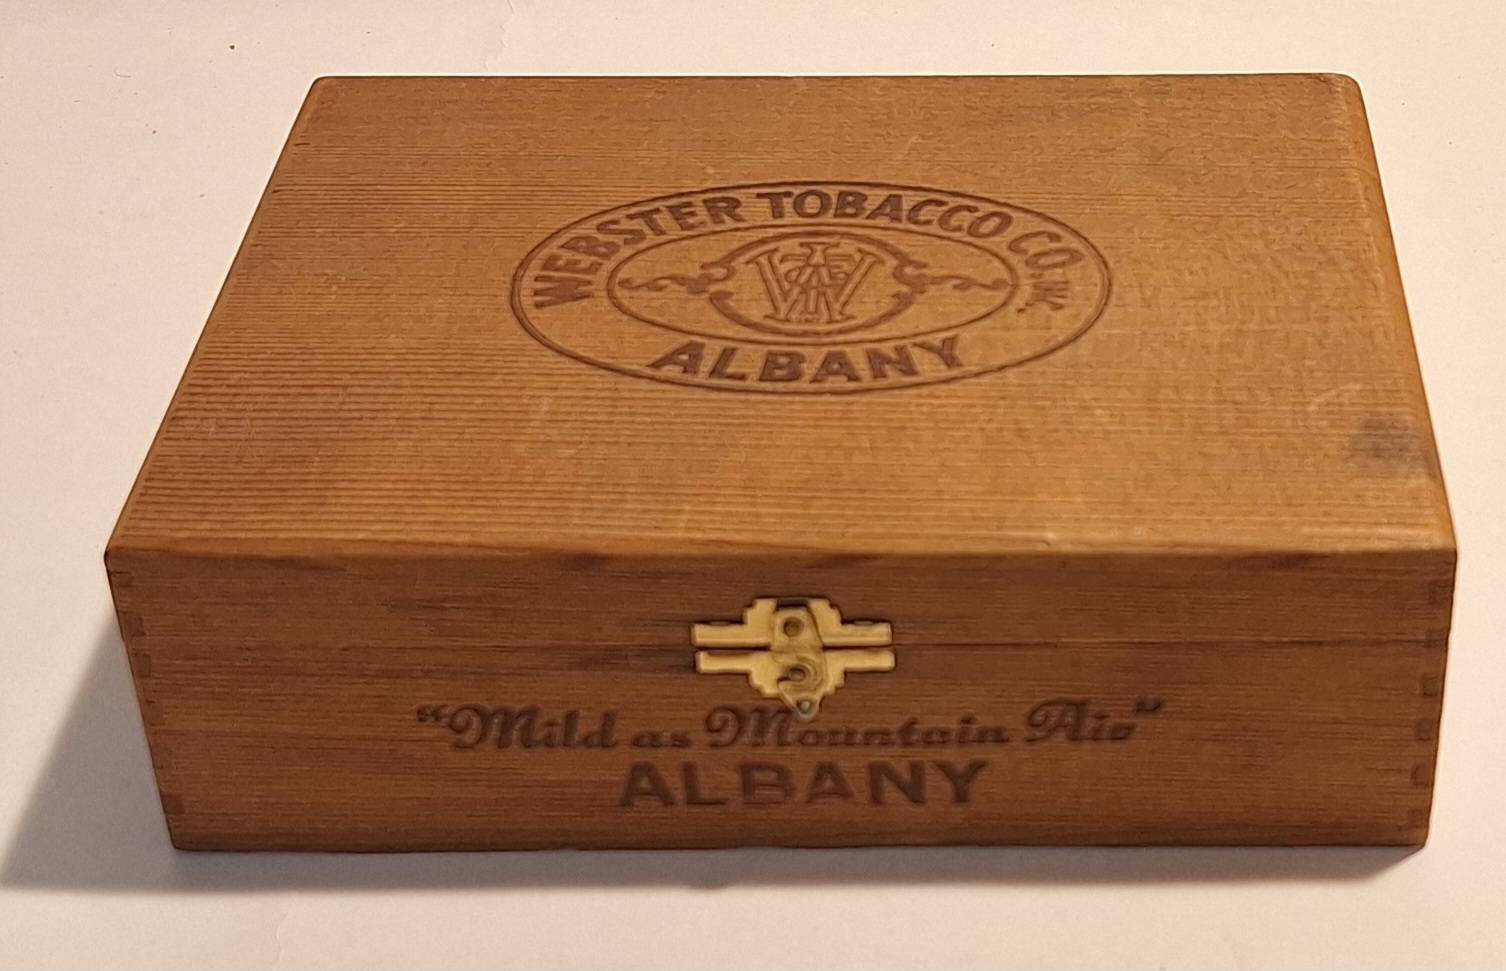 WEBSTER TOBACCO CO. INC.
ALBANY
"Mild as Mountain Air"
ALBANY